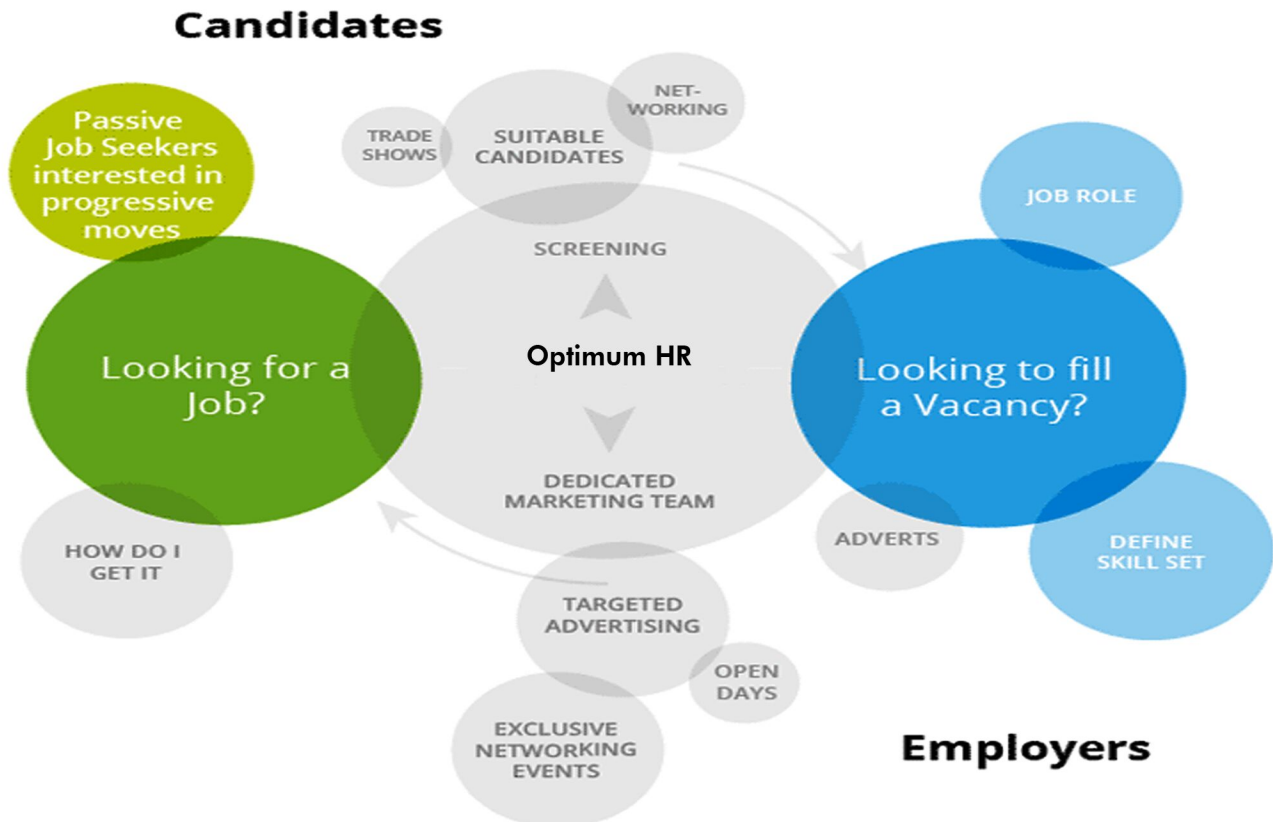 Candidates
Passive
Job Seekers
interested in
progressive
moves
TRADE
SHOWS
SUITABLE
CANDIDATES
NET-
WORKING
JOB ROLE
SCREENING
Looking for a
Job?
Optimum HR
Looking to fill
a Vacancy?
DEDICATED
MARKETING TEAM
HOW DO I
GET IT
ADVERTS
DEFINE
SKILL SET
TARGETED
ADVERTISING
OPEN
DAYS
EXCLUSIVE
NETWORKING
EVENTS
Employers